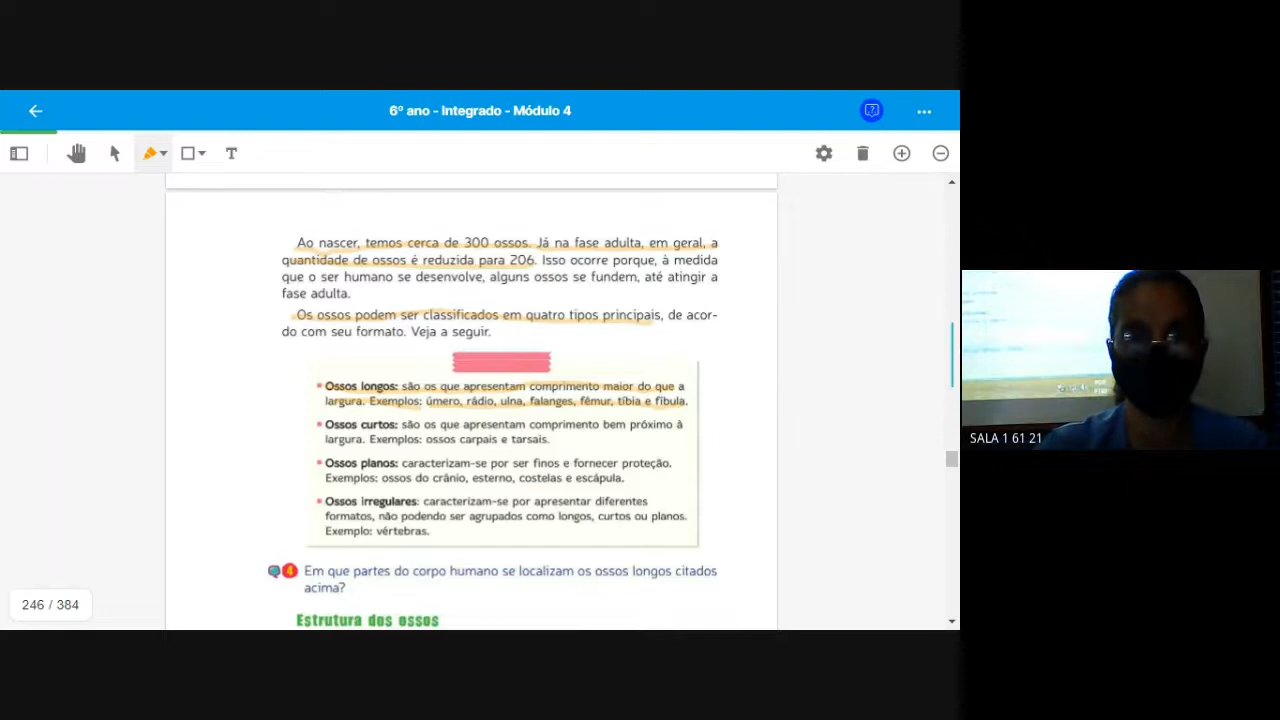 6º ano - Integrado - Módulo 4
T
Ao nascer, temos cerca de 300 ossos. Já na fase adulta, em geral, a
quantidade de ossos é reduzida para 206. Isso ocorre porque, à medida
que o ser humano se desenvolve, alguns ossos se fundem, até atingir a
fase adulta.
Os ossos podem ser classificados em quatro tipos principais, de acor-
do com seu formato. Veja a seguir.
Ossos longos: são os que apresentam comprimento maior do que a
largura. Exemplos: úmero, rádio, ulna, falanges, fêmur, tíbia e fíbula.
Ossos curtos: são os que apresentam comprimento bem próximo à
largura. Exemplos: ossos carpais e tarsais.
Ossos planos: caracterizam-se por ser finos e fornecer proteção.
Exemplos: ossos do crânio, esterno, costelas e escápula.
Ossos irregulares: caracterizam-se por apresentar diferentes
formatos, não podendo ser agrupados como longos, curtos ou planos.
Exemplo: vértebras.
4 Em que partes do corpo humano se localizam os ossos longos citados
acima?
Estrutura dos ossos
246 / 384
SALA 1 61 21